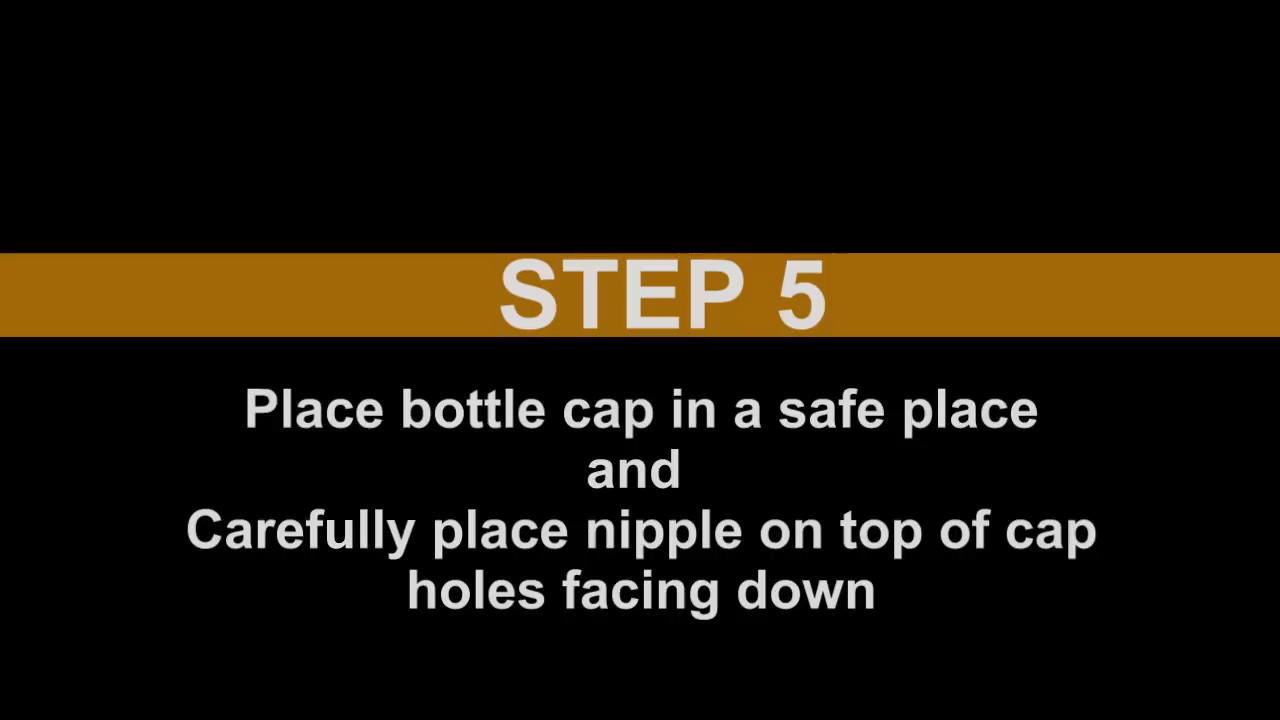 STEP 5
Place bottle cap in a safe place
and
Carefully place nipple on top of cap
holes facing down